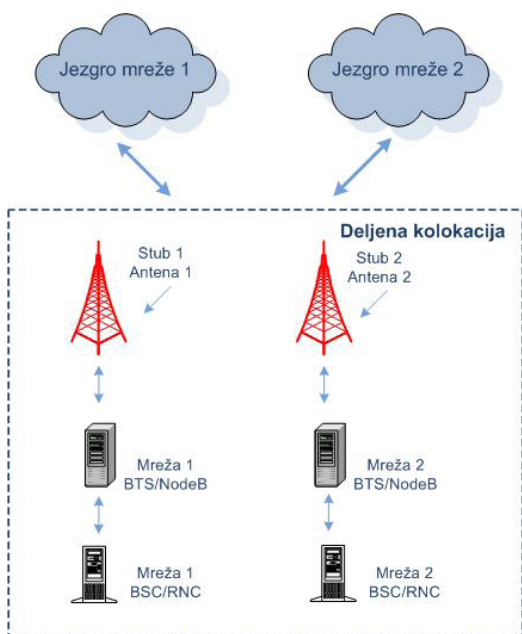 Jezgro mreže 1
Jezgro mreže 2
Deljena kolokacija
Stub 1
Antena 1
Stub 2
Antena 2
Mreža 1
BTS/NodeB
Mreža 2
BTS/NodeB
Mreža 1
BSC/RNC
Mreža 2
BSC/RNC